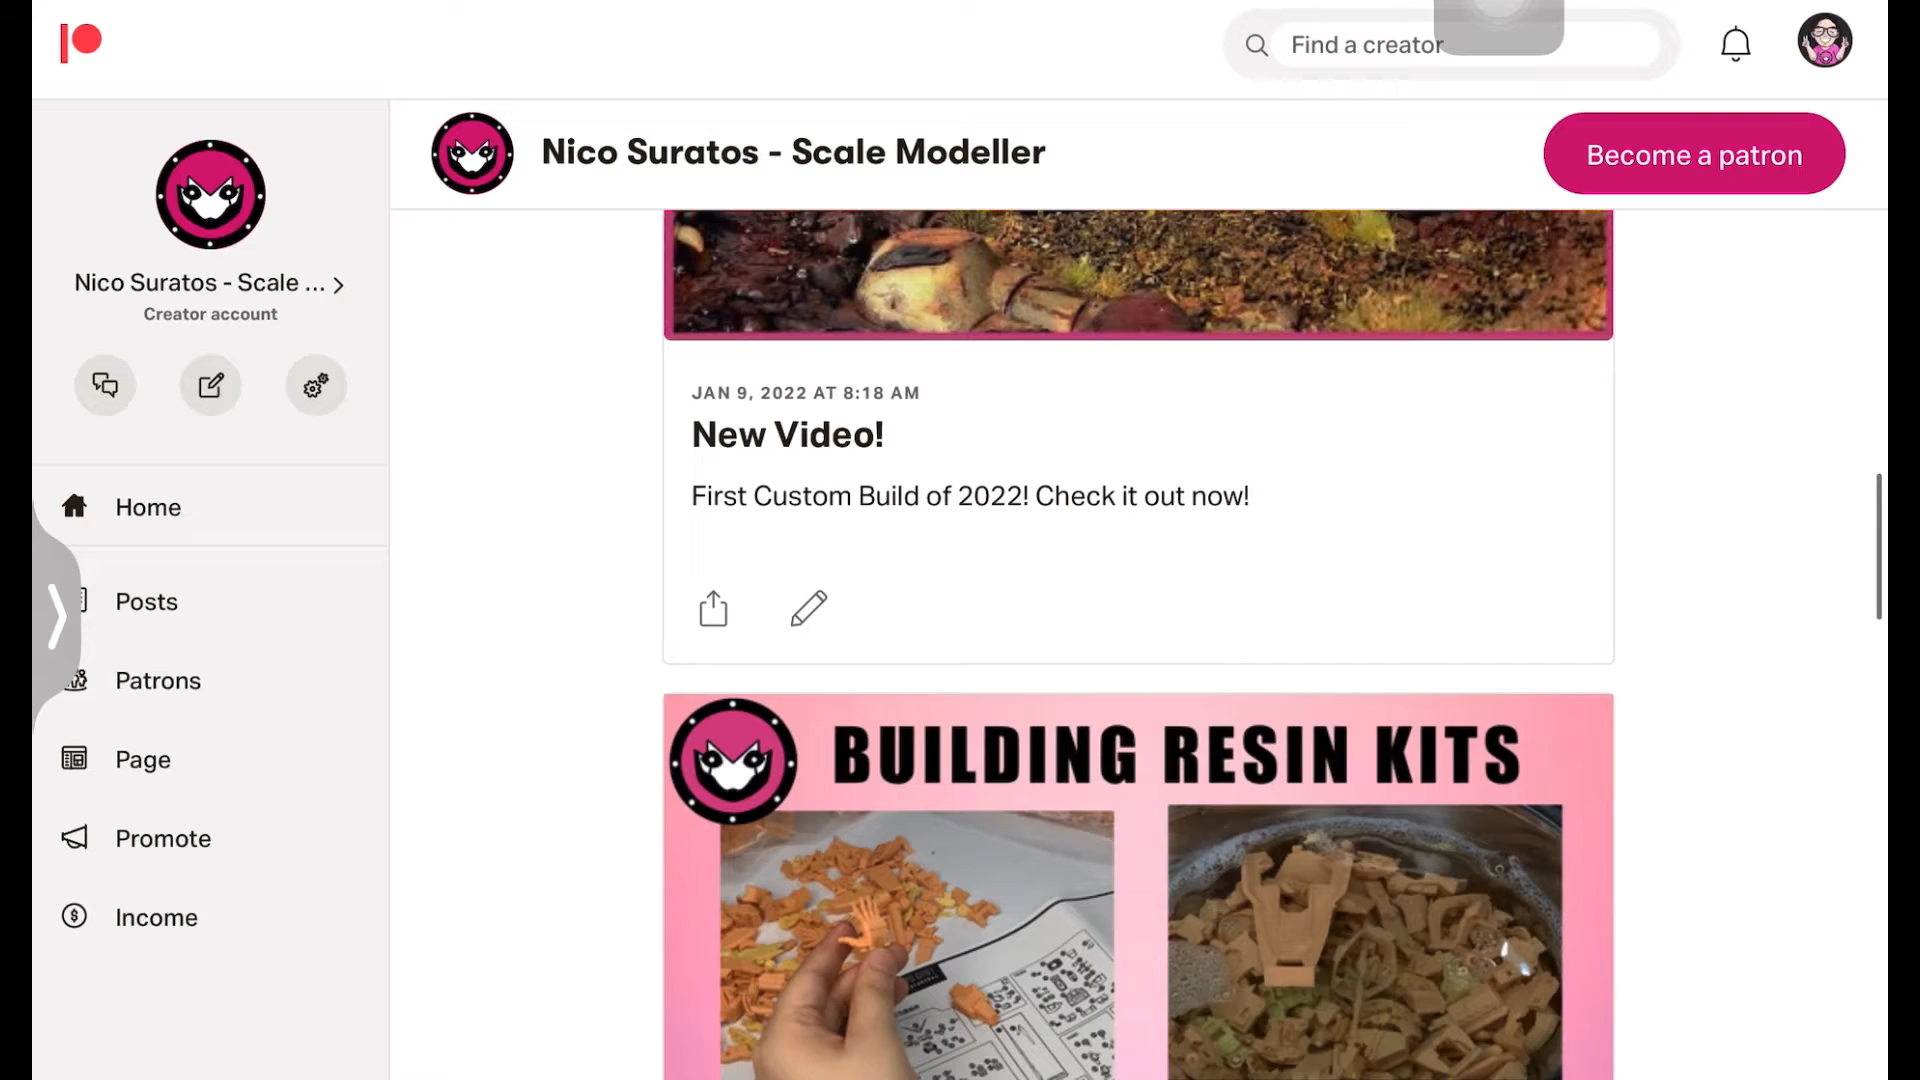 Find a creator
Nico Suratos - Scale Modeller
Become a patron
Nico Suratos - Scale ...
Creator account
Home
Posts
Patrons
Page
Promote
Income
JAN 9, 2022 AT 8:18 AM
New Video!
First Custom Build of 2022! Check it out now!
BUILDING RESIN KITS